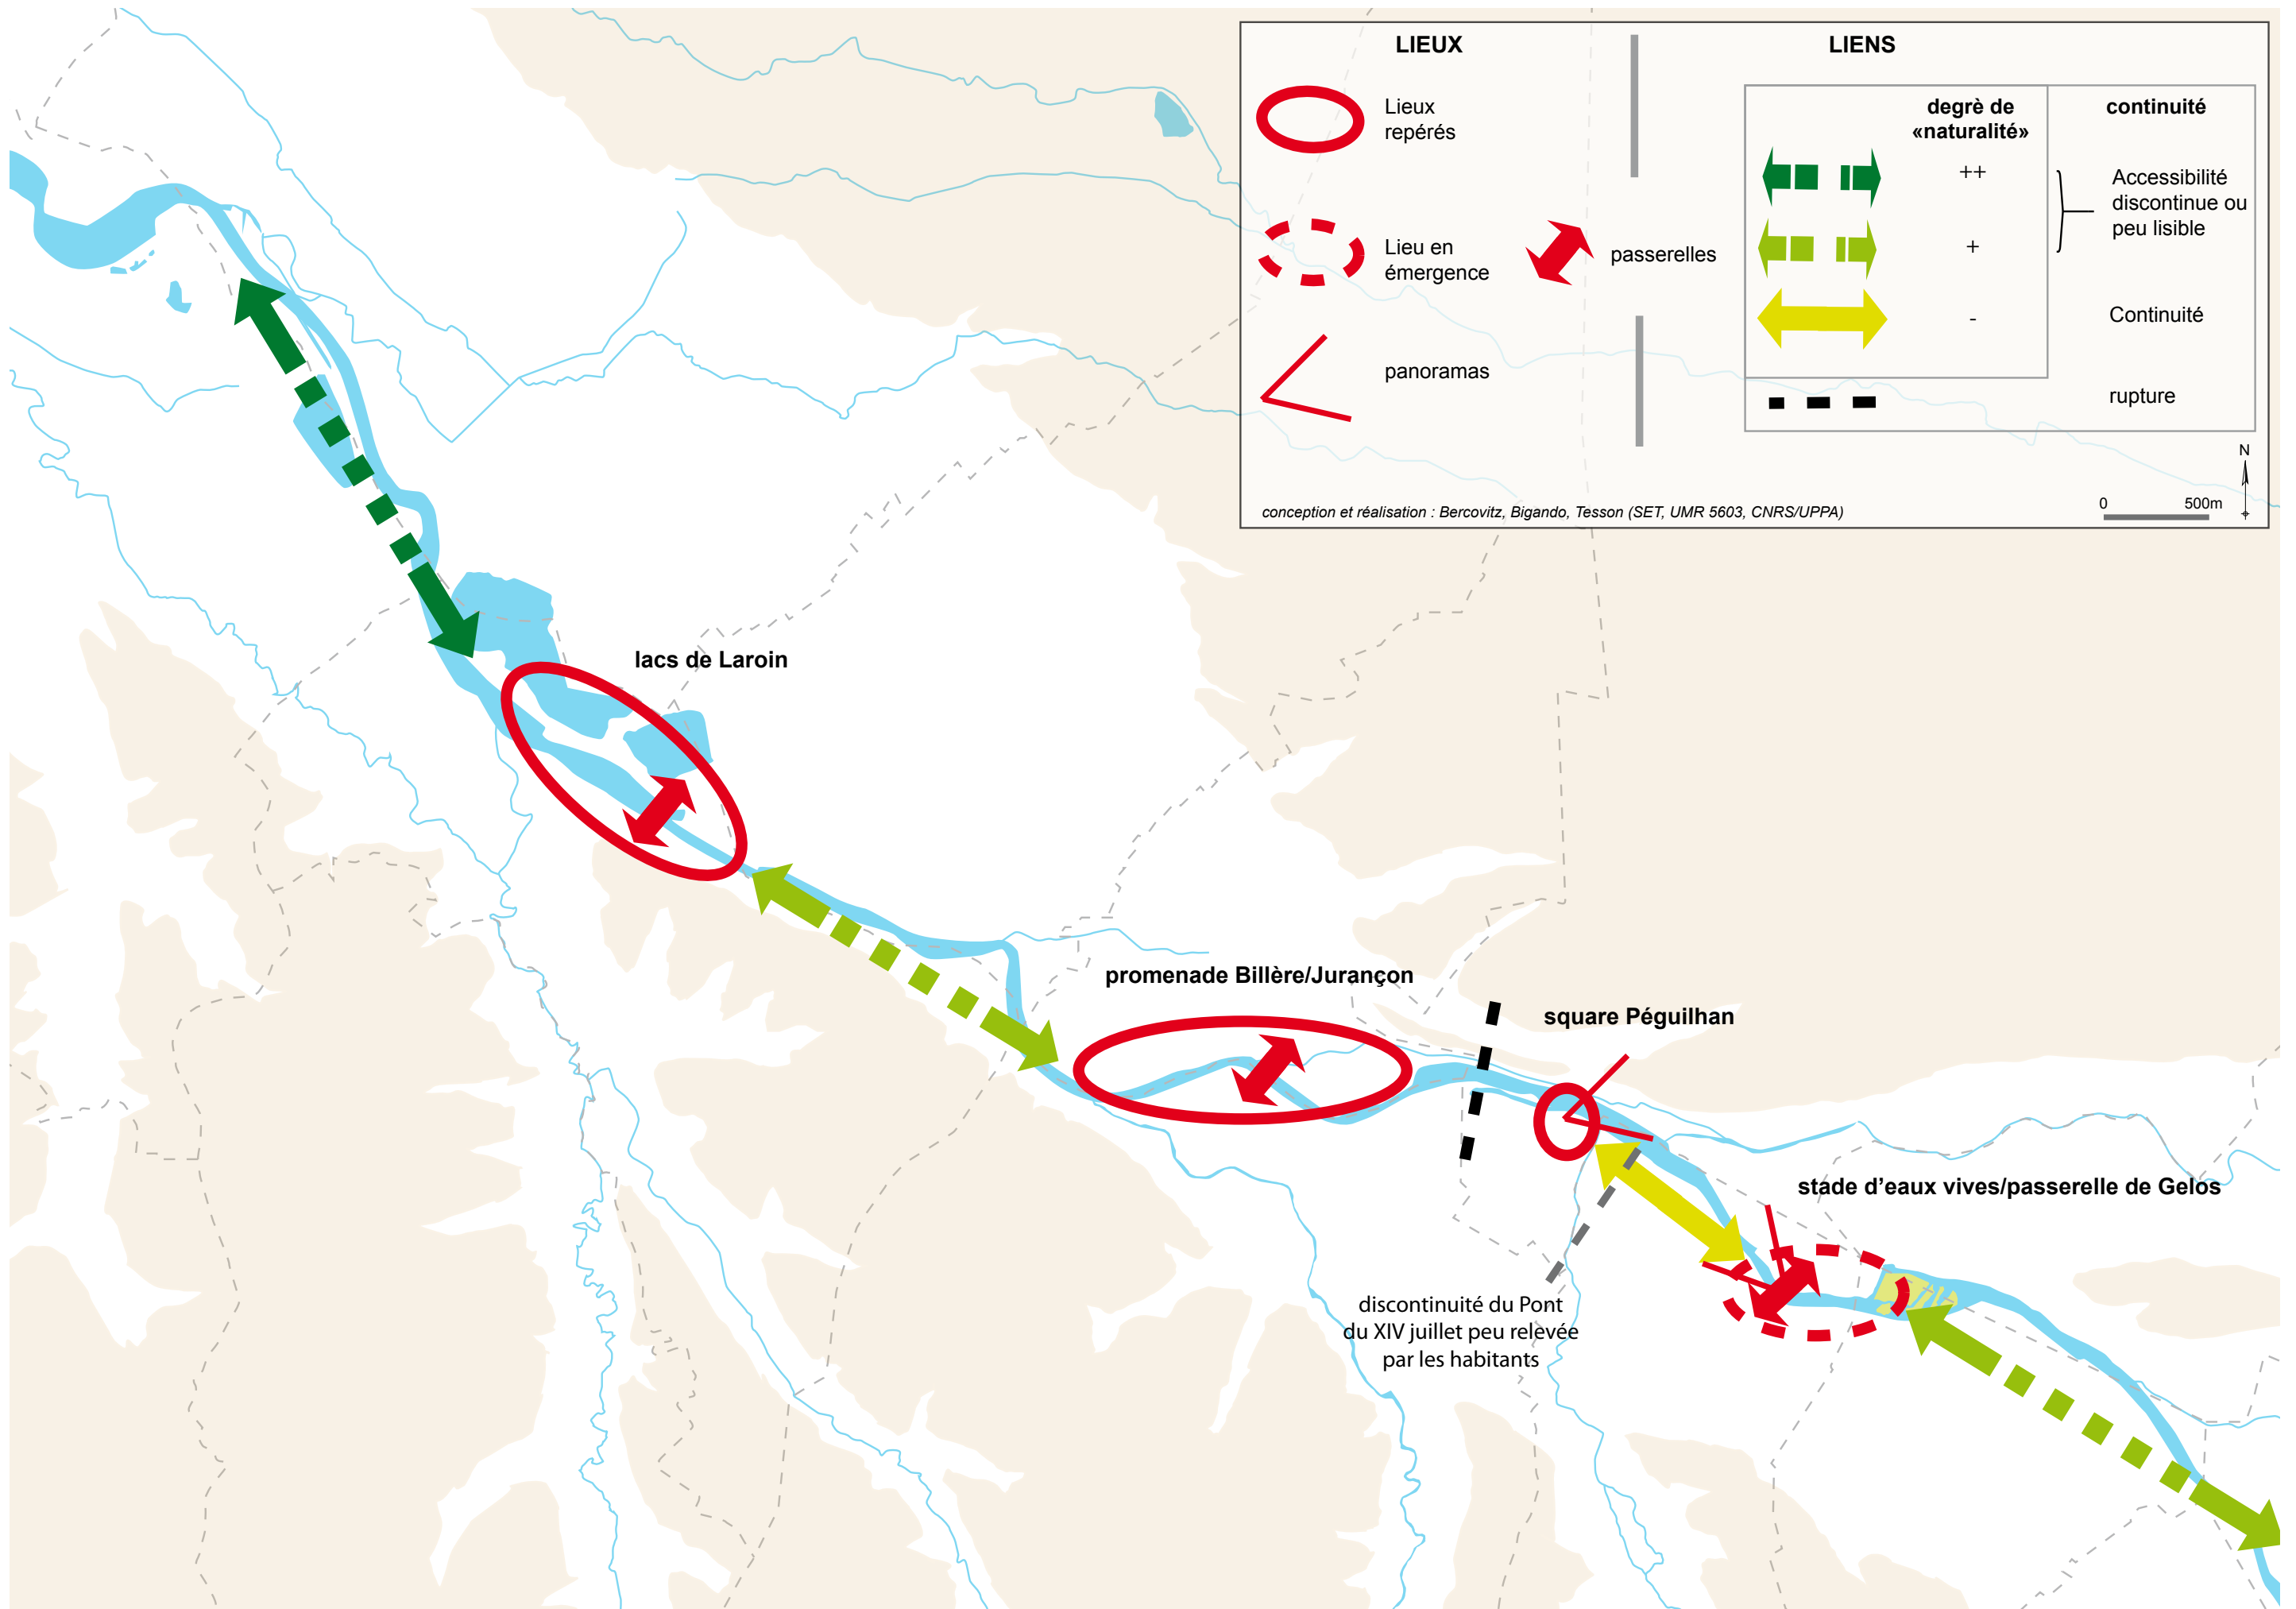 LIEUX
LIENS
Lieux
repérés
Lieu en
émergence
passerelles
panoramas
degrè de
«naturalité»
continuité
++
Accessibilité
discontinue ou
peu lisible
+
-
Continuité
rupture
N
0 500m
conception et réalisation : Bercovitz, Bigando, Tesson (SET, UMR 5603, CNRS/UPPA)
lacs de Laroin
promenade Billère/Jurançon
square Péguilhan
stade d’eaux vives/passerelle de Gelos
discontinuité du Pont
du XIV juillet peu relevée
par les habitants